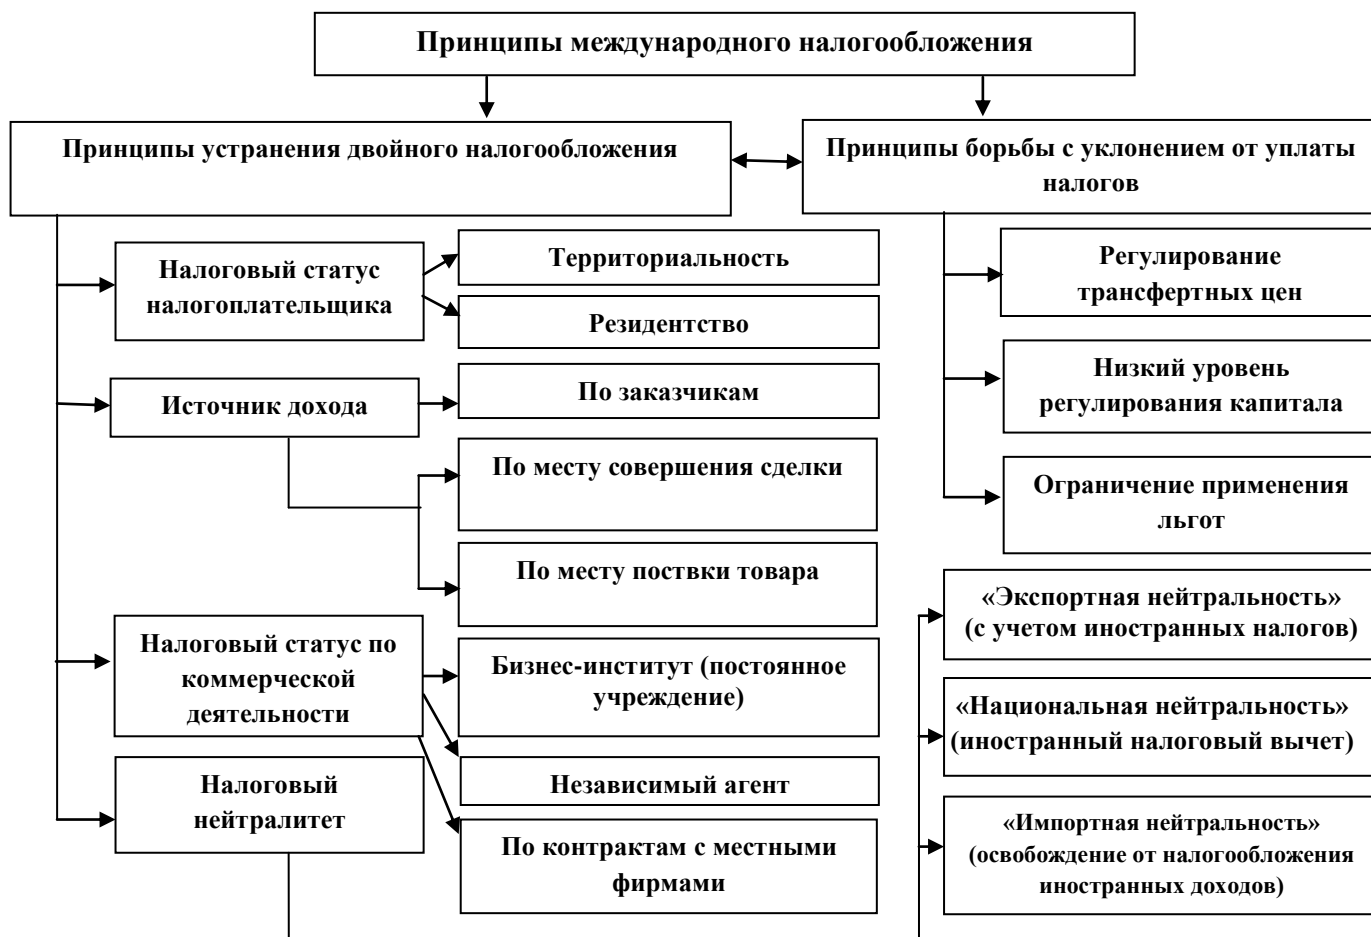 Принципы международного налогообложения
Принципы устранения двойного налогообложения
Принципы борьбы с уклонением от уплаты
налогов
Налоговый статус
налогоплательщика
Территориальность
Резидентство
Источник дохода
По заказчикам
По месту совершения сделки
По месту поствки товара
Налоговый статус по
коммерческой
деятельности
Бизнес-институт (постоянное
учреждение)
Независимый агент
По контрактам с местными
фирмами
Налоговый
нейтралитет
Регулирование
трансфертных цен
Низкий уровень
регулирования капитала
Ограничение применения
льгот
«Экспортная нейтральность»
(с учетом иностранных налогов)
«Национальная нейтральность»
(иностранный налоговый вычет)
«Импортная нейтральность»
(освобождение от налогообложения
иностранных доходов)